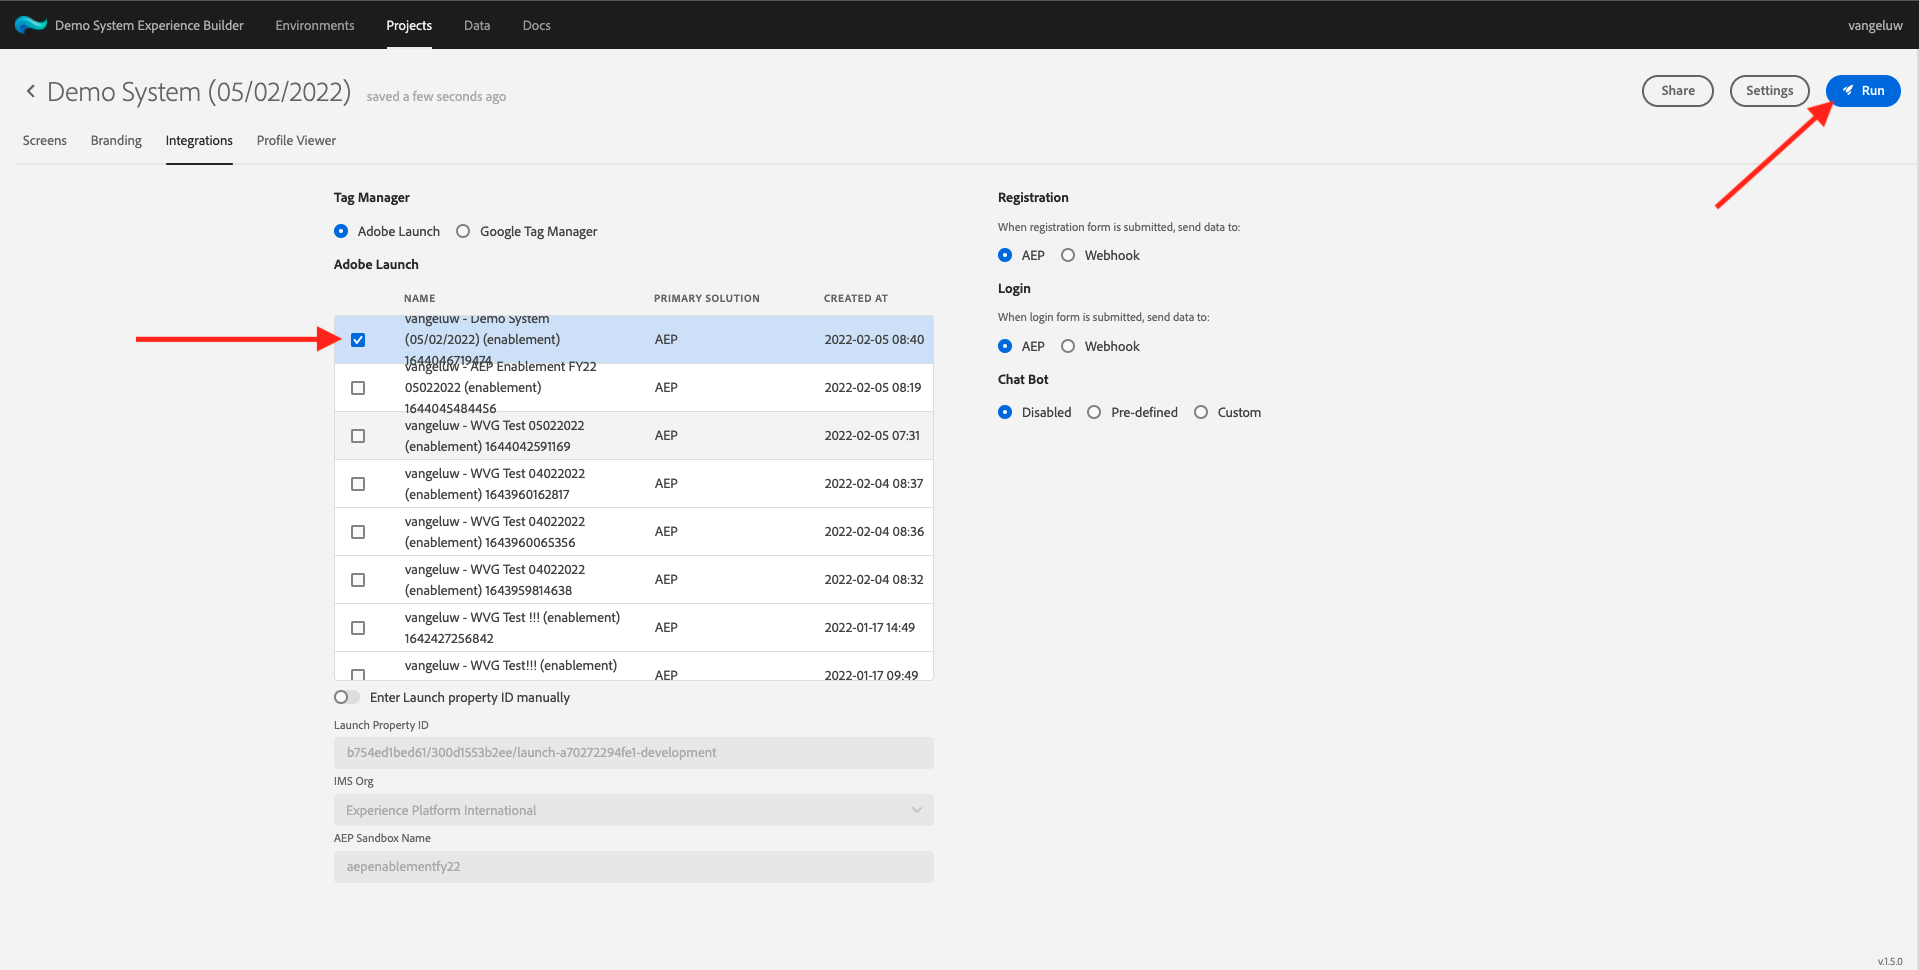 Demo System Experience Builder
Environments
Projects
Data
Docs
vangeluw
Demo System (05/02/2022)
saved a few seconds ago
Share
Settings
Run
Screens
Branding
Integrations
Profile Viewer
Tag Manager
Adobe Launch
Google Tag Manager
Adobe Launch
NAME
PRIMARY SOLUTION
CREATED AT
vangeluw - Demo System
(05/02/2022) (enablement)
1644046719474
AEP
2022-02-05 08:40
vangeluw - AEP Enablement FY22
05022022 (enablement)
1644045484456
AEP
2022-02-05 08:19
vangeluw - WVG Test 05022022
(enablement) 1644042591169
AEP
2022-02-05 07:31
vangeluw - WVG Test 04022022
(enablement) 1643960162817
AEP
2022-02-04 08:37
vangeluw - WVG Test 04022022
(enablement) 1643960065356
AEP
2022-02-04 08:36
vangeluw - WVG Test 04022022
(enablement) 1643959814638
AEP
2022-02-04 08:32
vangeluw - WVG Test !!! (enablement)
1642427256842
AEP
2022-01-17 14:49
vangeluw - WVG Test!!! (enablement)
AEP
2022-01-17 09:49
Enter Launch property ID manually
Launch Property ID
b754ed1bed61/300d1553b2ee/launch-a70272294fe1-development
IMS Org
Experience Platform International
AEP Sandbox Name
aepenablementfy22
Registration
When registration form is submitted, send data to:
AEP
Webhook
Login
When login form is submitted, send data to:
AEP
Webhook
Chat Bot
Disabled
Pre-defined
Custom
v.1.5.0